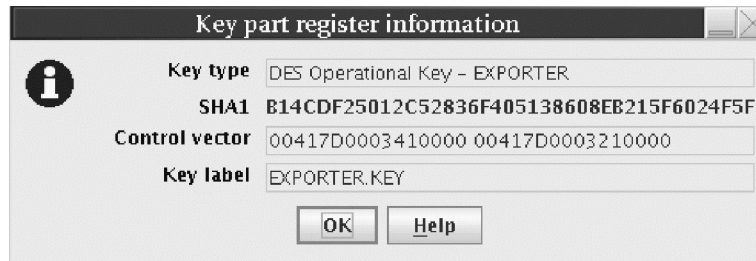 Key part register information
Key type DES Operational Key – EXPORTER
SHA1 B14CDF25012C52836F405138608EB215F6024F5F
Control vector 00417D0003410000 00417D0003210000
Key label EXPORTER.KEY
OK Help